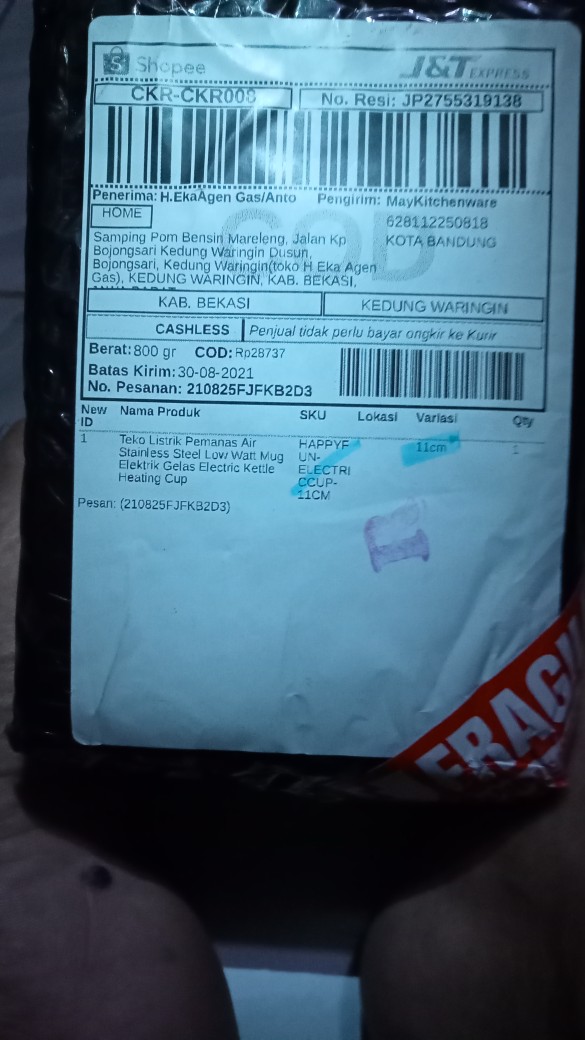 Shopee
J&T EXPRESS
CKR-CKR008
No. Resi: JP2755319138
Penerima: H.EkaAgen Gas/Anto
Pengirim: MayKitchenware
HOME
628112250818
KOTA BANDUNG
COD
Samping Pom Bensin Mareleng, Jalan Kp
Bojongsari Kedung Waringin Dusun,
Bojongsari, Kedung Waringin(toko H Eka Agen
Gas), KEDUNG WARINGIN, KAB. BEKASI,
KAB. BEKASI
KEDUNG WARINGIN
CASHLESS
Penjual tidak perlu bayar ongkir ke Kurir
Berat: 800 gr COD: Rp28737
Batas Kirim: 30-08-2021
No. Pesanan: 210825FJFKB2D3
New ID Nama Produk SKU Lokasi Variasi Qty
1 Teko Listrik Pemanas Air HAPPYF 11cm 1
Stainless Steel Low Watt Mug UN-
Elektrik Gelas Electric Kettle ELECTRI
Heating Cup CCUP-
11CM
Pesan: (210825FJFKB2D3)